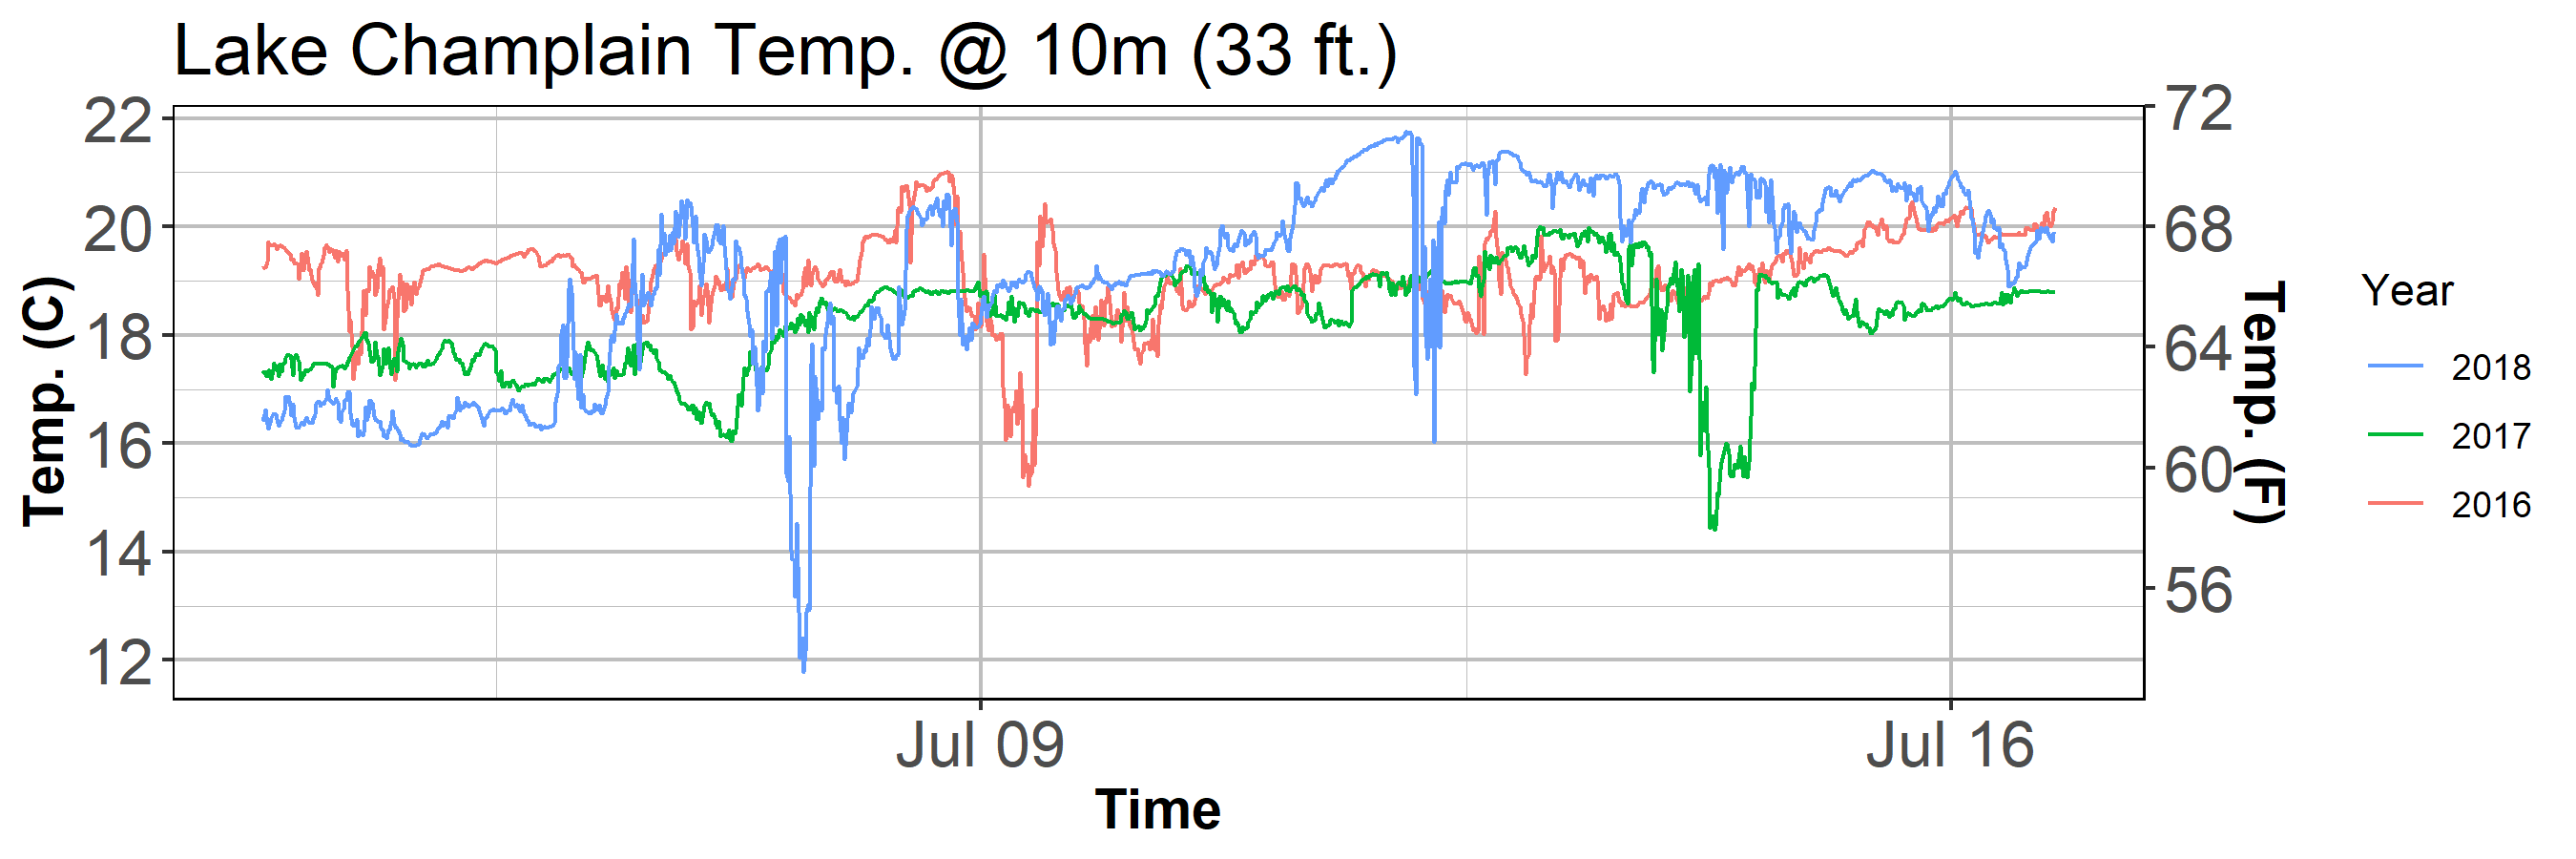 Lake Champlain Temp. @ 10m (33 ft.)
Temp. (C)
22
20
18
16
14
12
72
68
64
60
56
Temp. (F)
Jul 09
Jul 16
Time
Year
2018
2017
2016